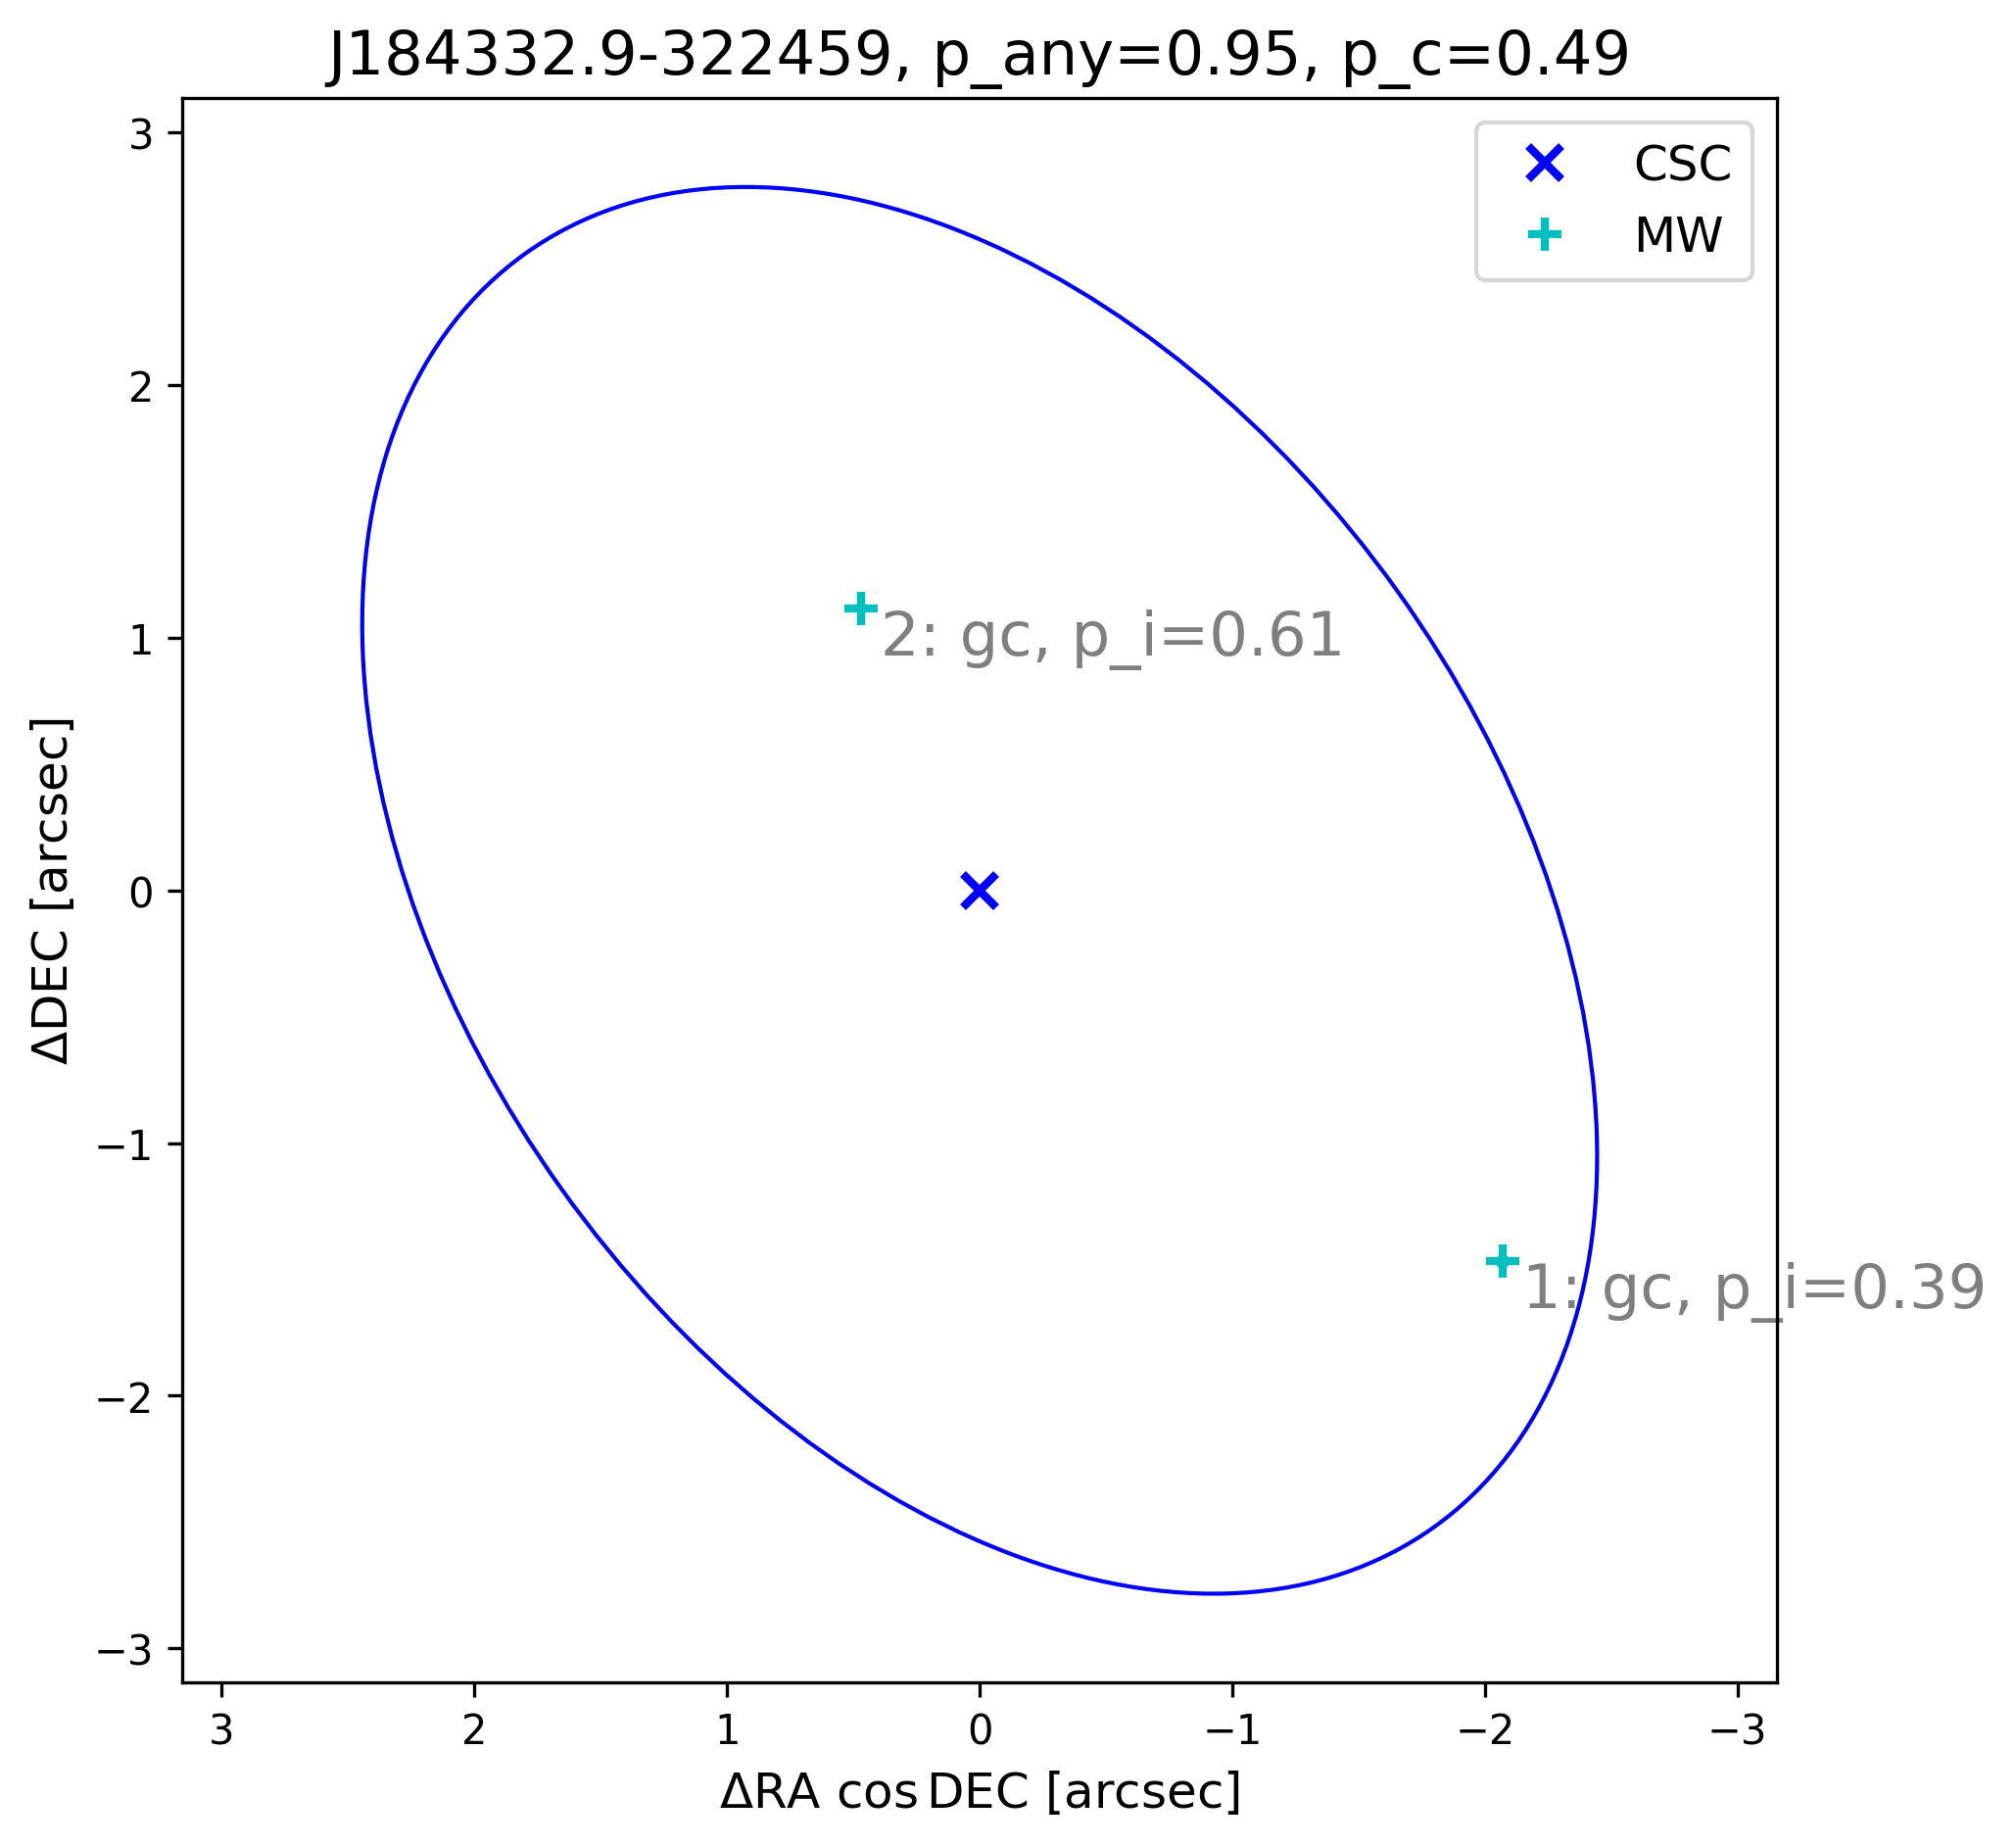 J184332.9-322459, p_any=0.95, p_c=0.49
CSC
MW
3
2
1
0
−1
−2
−3
2: gc, p_i=0.61
1: gc, p_i=0.39
ΔDEC [arcsec]
3 2 1 0 −1 −2 −3
ΔRA cos DEC [arcsec]